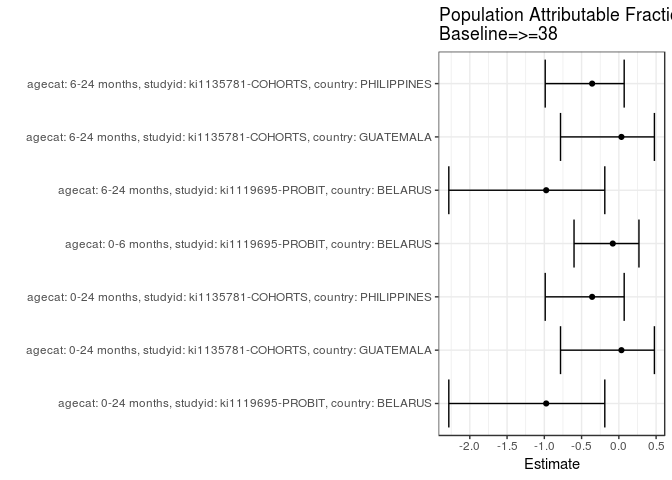 Population Attributable Fracti
Baseline=>=38
agecat: 6-24 months, studyid: ki1135781-COHORTS, country: PHILIPPINES
agecat: 6-24 months, studyid: ki1135781-COHORTS, country: GUATEMALA
agecat: 6-24 months, studyid: ki1119695-PROBIT, country: BELARUS
agecat: 0-6 months, studyid: ki1119695-PROBIT, country: BELARUS
agecat: 0-24 months, studyid: ki1135781-COHORTS, country: PHILIPPINES
agecat: 0-24 months, studyid: ki1135781-COHORTS, country: GUATEMALA
agecat: 0-24 months, studyid: ki1119695-PROBIT, country: BELARUS
-2.0 -1.5 -1.0 -0.5 0.0 0.5
Estimate